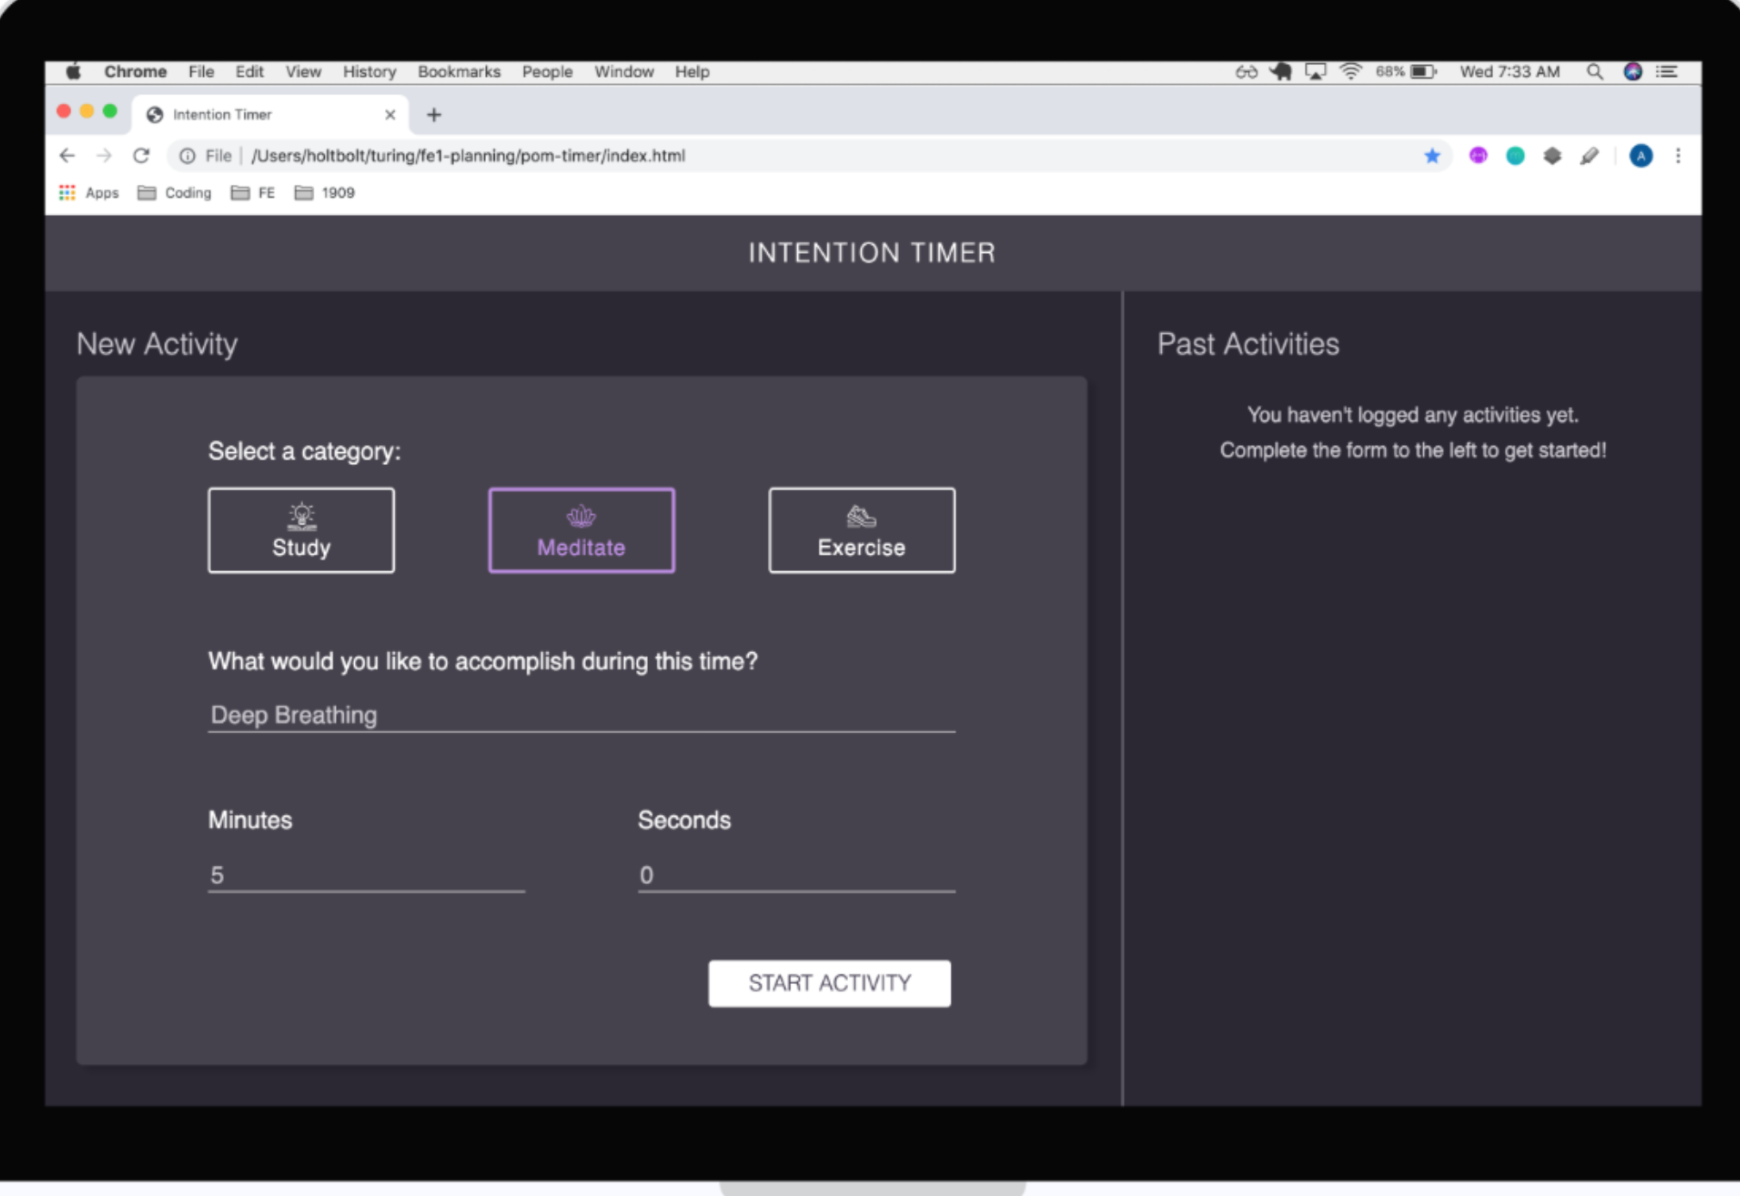 Chrome File Edit View History Bookmarks People Window Help 68% Wed 7:33 AM
Intention Timer
File | /Users/holtbolt/turing/fe1-planning/pom-timer/index.html A
Apps Coding FE 1909
INTENTION TIMER
New Activity
Select a category:
Study Meditate Exercise
What would you like to accomplish during this time?
Deep Breathing
Minutes Seconds
5 0
START ACTIVITY
Past Activities
You haven't logged any activities yet.
Complete the form to the left to get started!